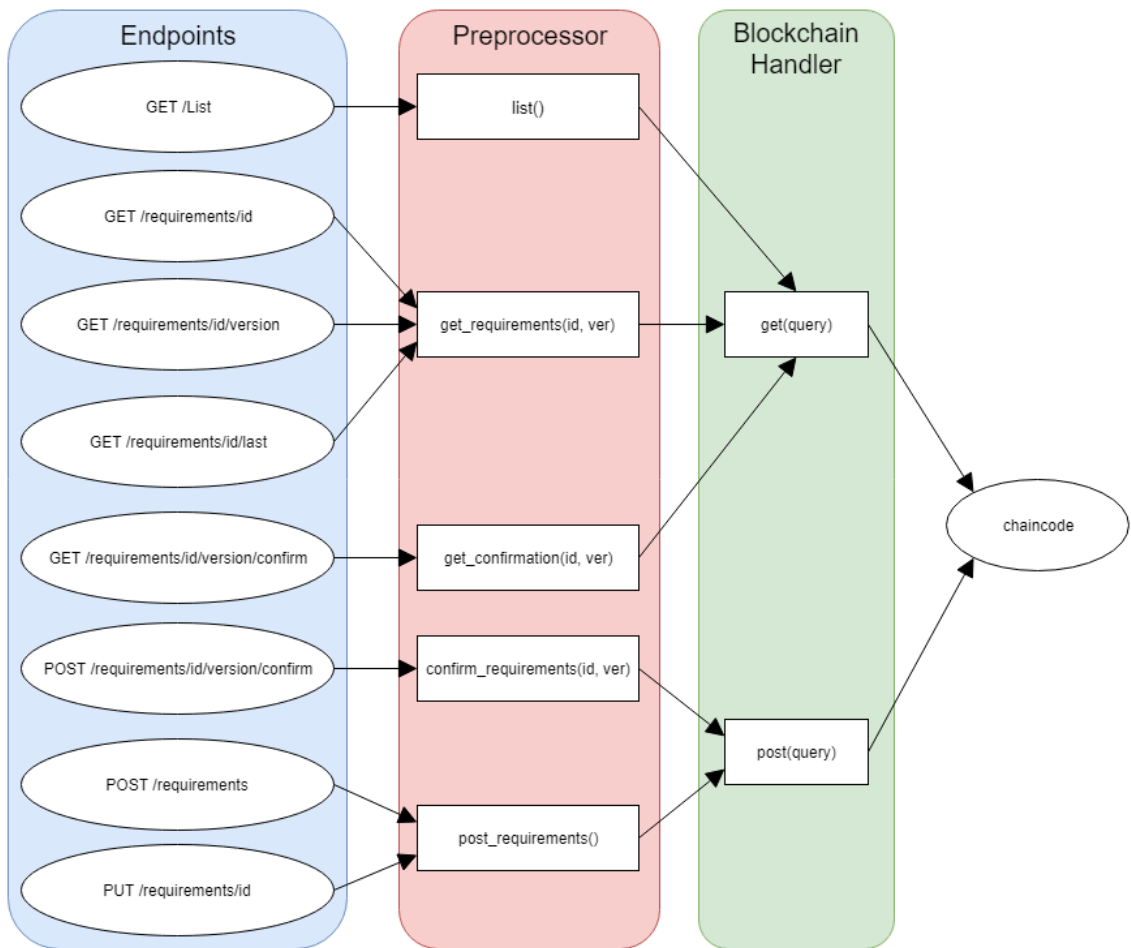 Endpoints
Preprocessor
Blockchain
Handler
GET /List
list()
GET /requirements/id
GET /requirements/id/version
get_requirements(id, ver)
get(query)
GET /requirements/id/last
chaincode
GET /requirements/id/version/confirm
get_confirmation(id, ver)
POST /requirements/id/version/confirm
confirm_requirements(id, ver)
post(query)
POST /requirements
post_requirements()
PUT /requirements/id